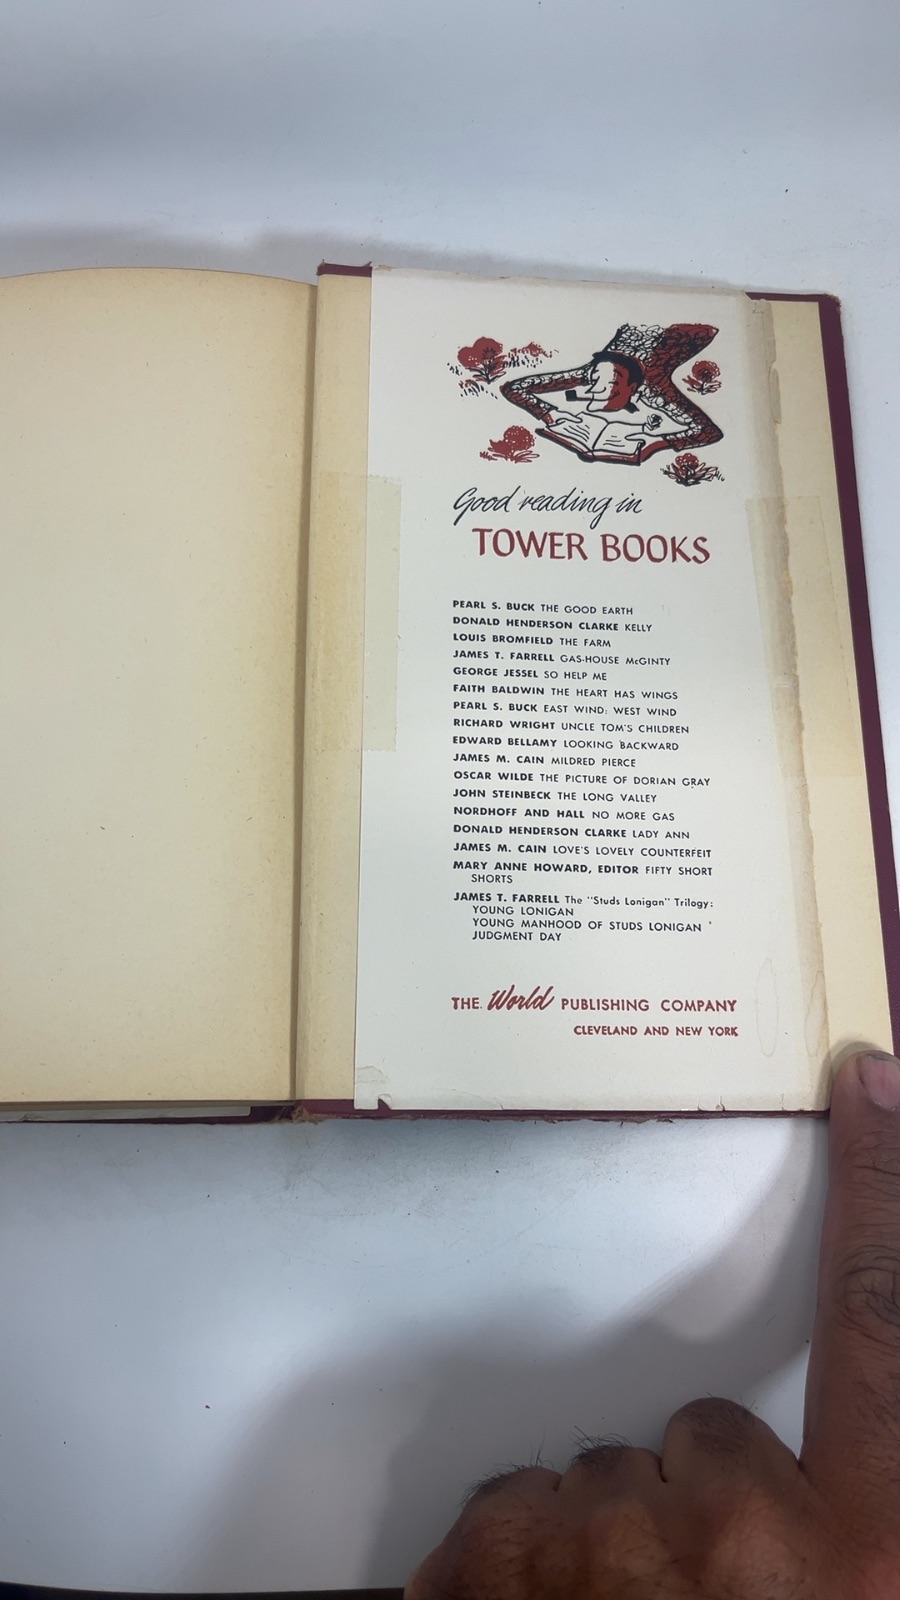 Good reading in
TOWER BOOKS
PEARL S. BUCK THE GOOD EARTH
DONALD HENDERSON CLARKE KELLY
LOUIS BROMFIELD THE FARM
JAMES T. FARRELL GAS-HOUSE McGINTY
GEORGE JESSEL SO HELP ME
FAITH BALDWIN THE HEART HAS WINGS
PEARL S. BUCK EAST WIND: WEST WIND
RICHARD WRIGHT UNCLE TOM'S CHILDREN
EDWARD BELLAMY LOOKING BACKWARD
JAMES M. CAIN MILDRED PIERCE
OSCAR WILDE THE PICTURE OF DORIAN GRAY
JOHN STEINBECK THE LONG VALLEY
NORDHOFF AND HALL NO MORE GAS
DONALD HENDERSON CLARKE LADY ANN
JAMES M. CAIN LOVE'S LOVELY COUNTERFEIT
MARY ANNE HOWARD, EDITOR FIFTY SHORT
SHORTS
JAMES T. FARRELL The "Studs Lonigan" Trilogy:
YOUNG LONIGAN
YOUNG MANHOOD OF STUDS LONIGAN
JUDGMENT DAY
THE World PUBLISHING COMPANY
CLEVELAND AND NEW YORK